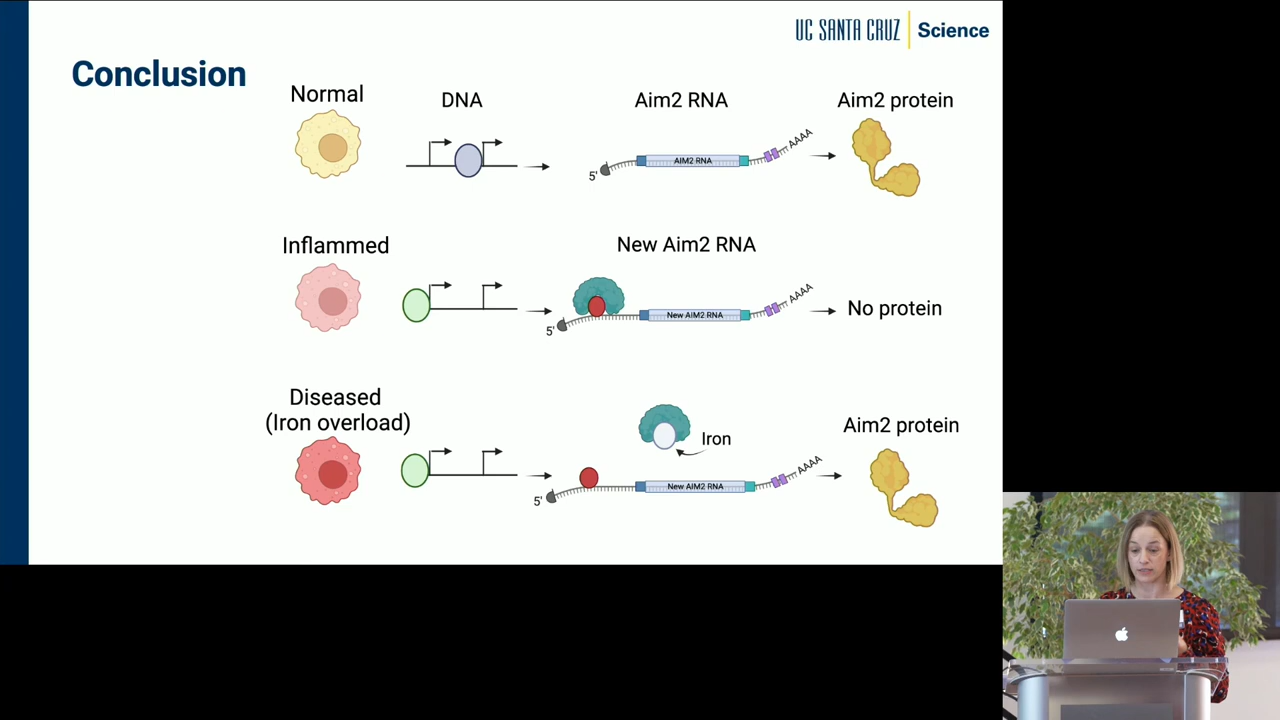 UC SANTA CRUZ Science
Conclusion
Normal
DNA
Aim2 RNA
Aim2 protein
5'
AIM2 RNA
AAAA
Inflammed
New Aim2 RNA
5'
New AIM2 RNA
AAAA
No protein
Diseased
(Iron overload)
Iron
5'
New AIM2 RNA
AAAA
Aim2 protein